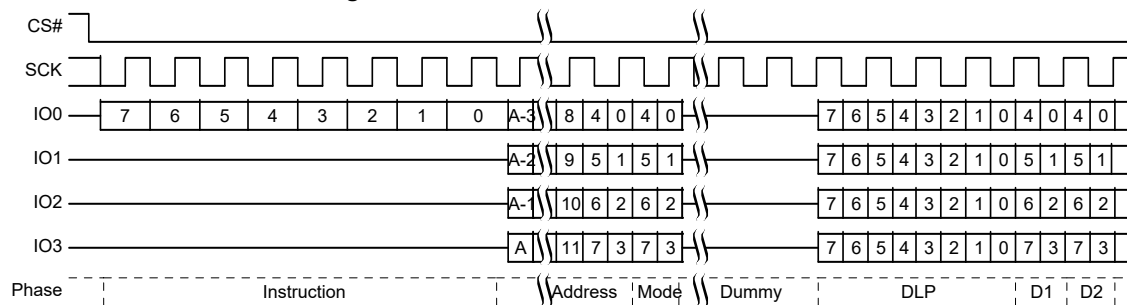 CS#
SCK
IO0 7 6 5 4 3 2 1 0 A-3 8 4 0 4 0 7 6 5 4 3 2 1 0 4 0 4 0
IO1 A-2 9 5 1 5 1 7 6 5 4 3 2 1 0 5 1 5 1
IO2 A-1 10 6 2 6 2 7 6 5 4 3 2 1 0 6 2 6 2
IO3 A 11 7 3 7 3 7 6 5 4 3 2 1 0 7 3 7 3
Phase Instruction Address Mode Dummy DLP D1 D2